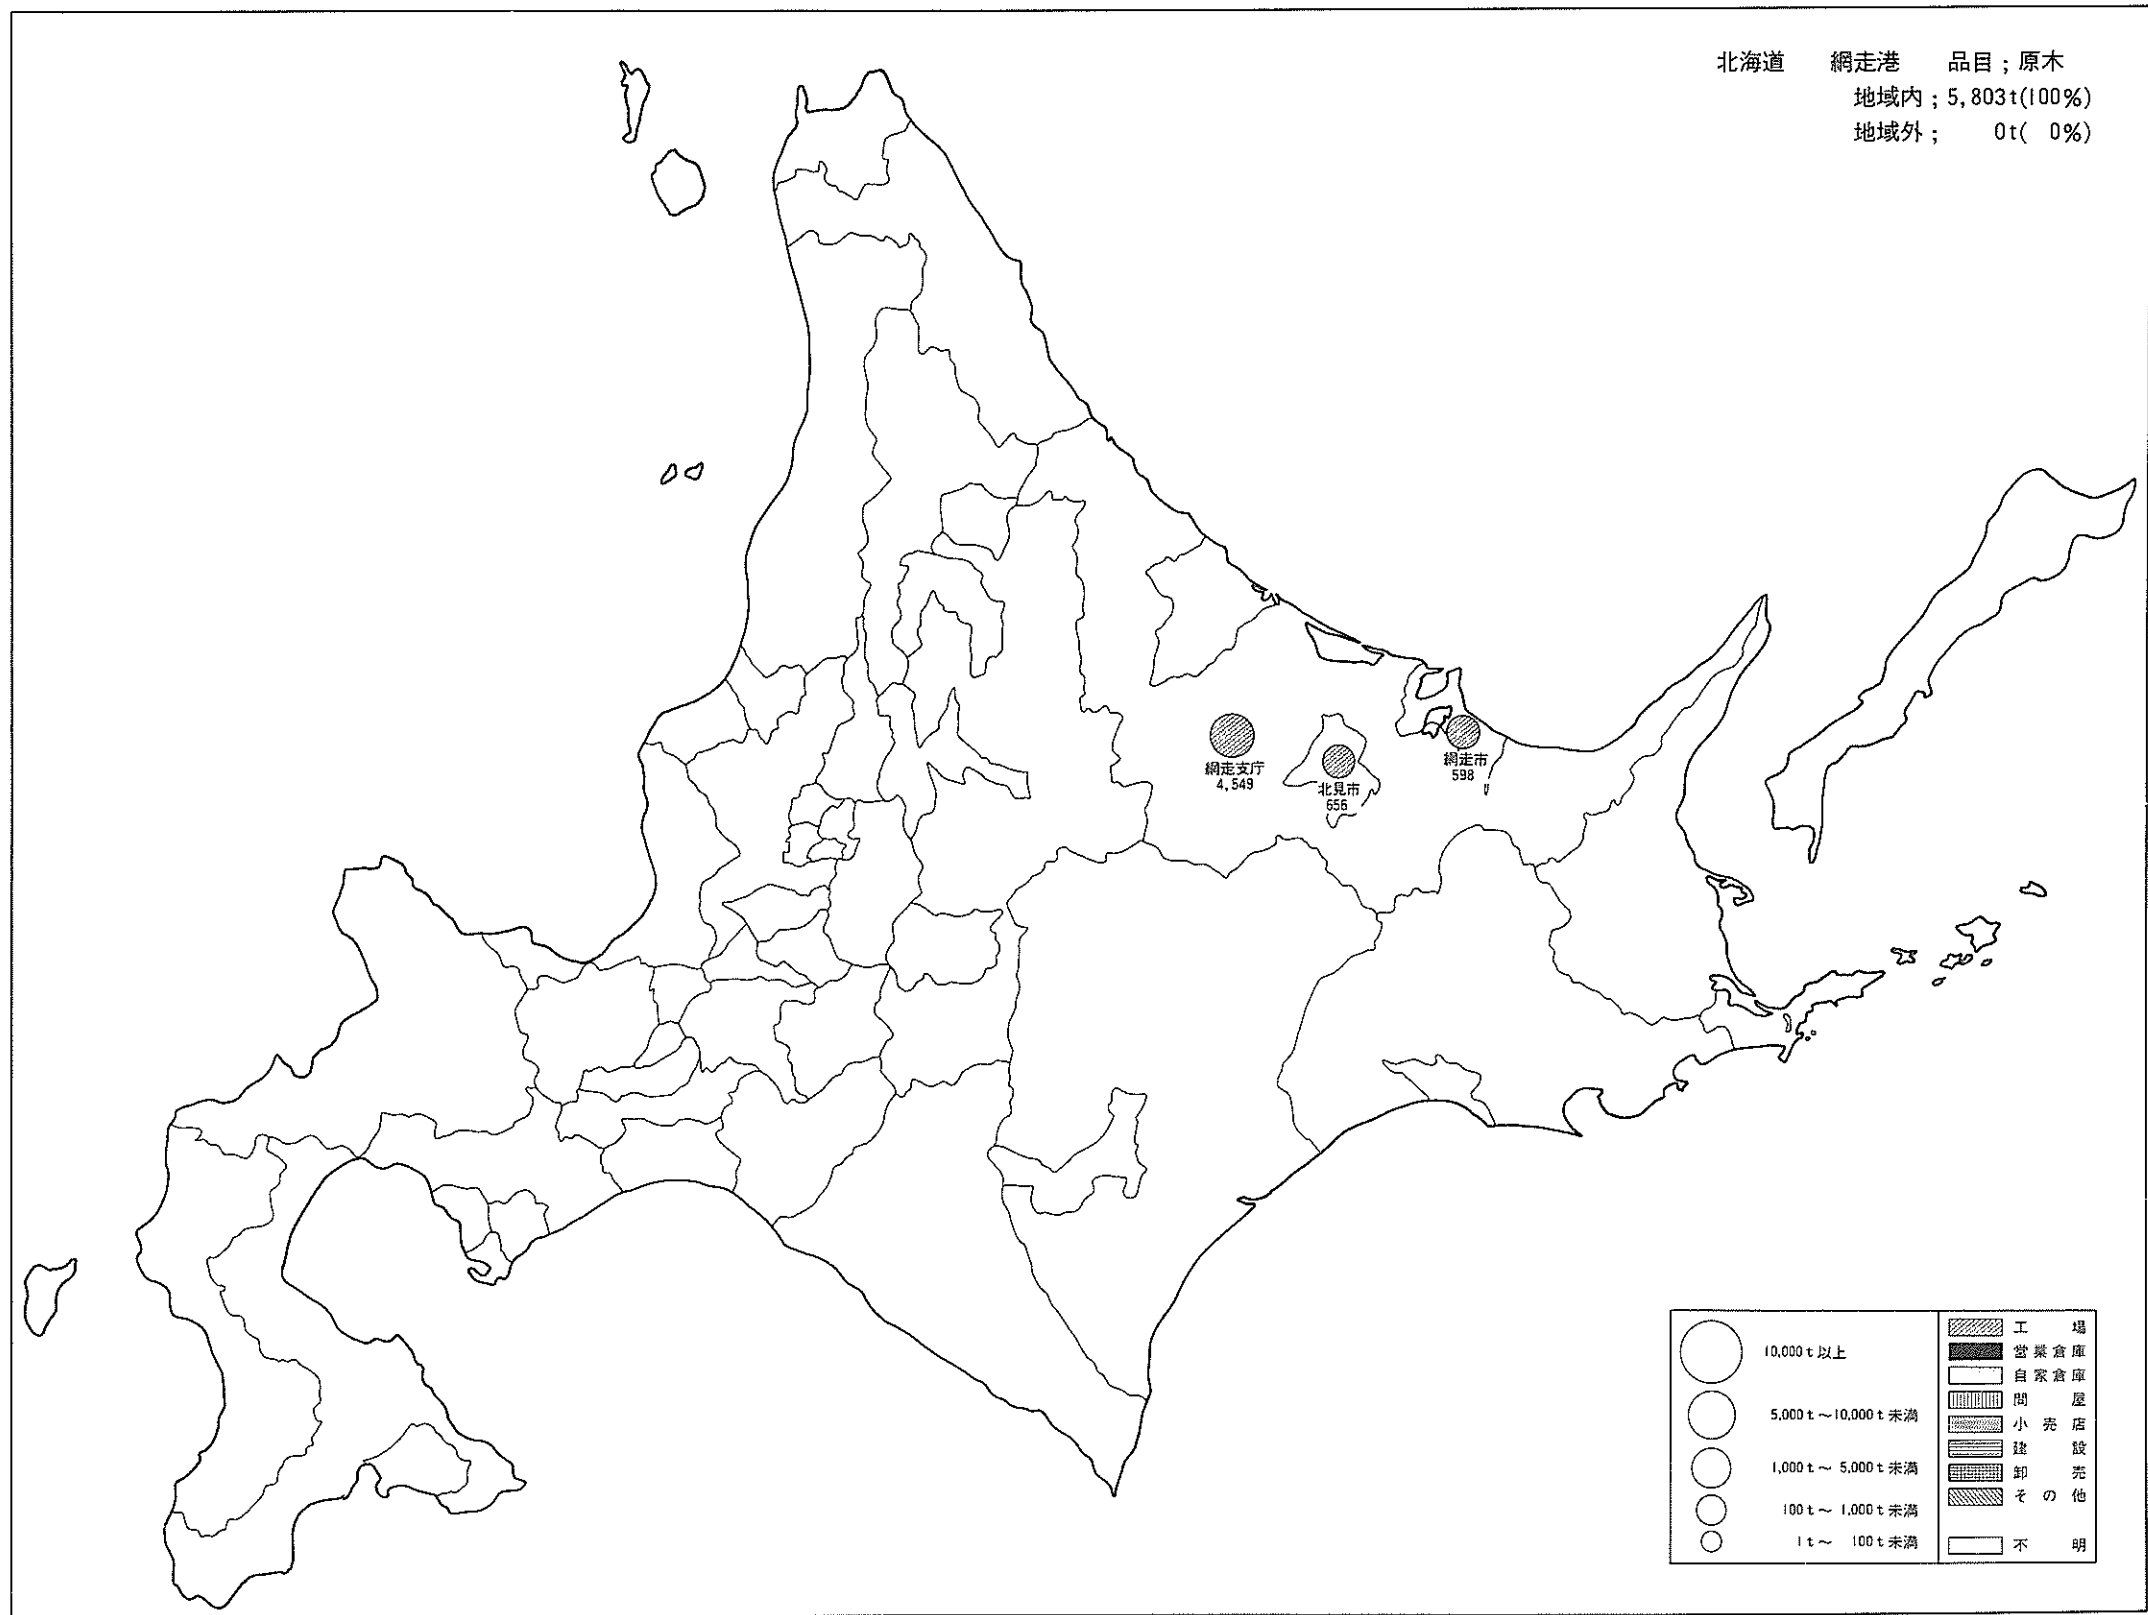 北海道 網走港 品目；原木
地域内；5,803t(100%)
地域外； 0t( 0%)
網走支庁
4,549
北見市
656
網走市
598
10,000t以上
5,000t～10,000t未満
1,000t～ 5,000t未満
100t～ 1,000t未満
1t～ 100t未満
工場
営業倉庫
自家倉庫
問屋
小売店
建設
卸売
その他
不明